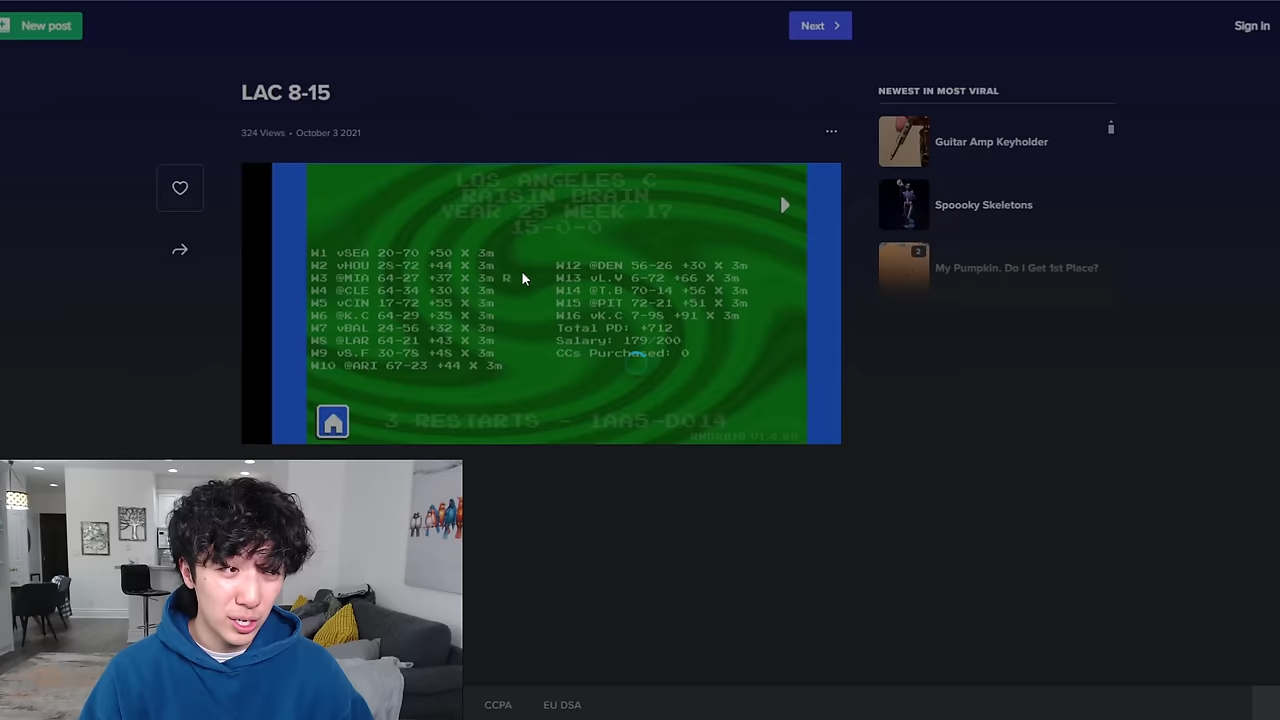 New post
Next
Sign in
LAC 8-15
324 Views • October 3 2021
NEWEST IN MOST VIRAL
Guitar Amp Keyholder
Spoooky Skeletons
2
My Pumpkin. Do I Get 1st Place?
LOS ANGELES C
RAISIN BRAIN
YEAR 25 WEEK 17
15-0-0
W1 vSEA 20-70 +50 X 3m
W2 vHOU 28-72 +44 X 3m
W3 @MIA 64-27 +37 X 3m R
W4 @CLE 64-34 +30 X 3m
W5 vCIN 17-72 +55 X 3m
W6 @K.C 64-29 +35 X 3m
W7 vBAL 24-56 +32 X 3m
W8 @LAR 64-21 +43 X 3m
W9 vS.F 30-78 +48 X 3m
W10 @ARI 67-23 +44 X 3m
W12 @DEN 56-26 +30 X 3m
W13 vL.V 6-72 +66 X 3m
W14 @T.B 70-14 +56 X 3m
W15 @PIT 72-21 +51 X 3m
W16 vK.C 7-98 +91 X 3m
Total PD: +712
Salary: 179/200
CCs Purchased: 0
3 RESTARTS - 1AA5-D014
CCPA
EU DSA